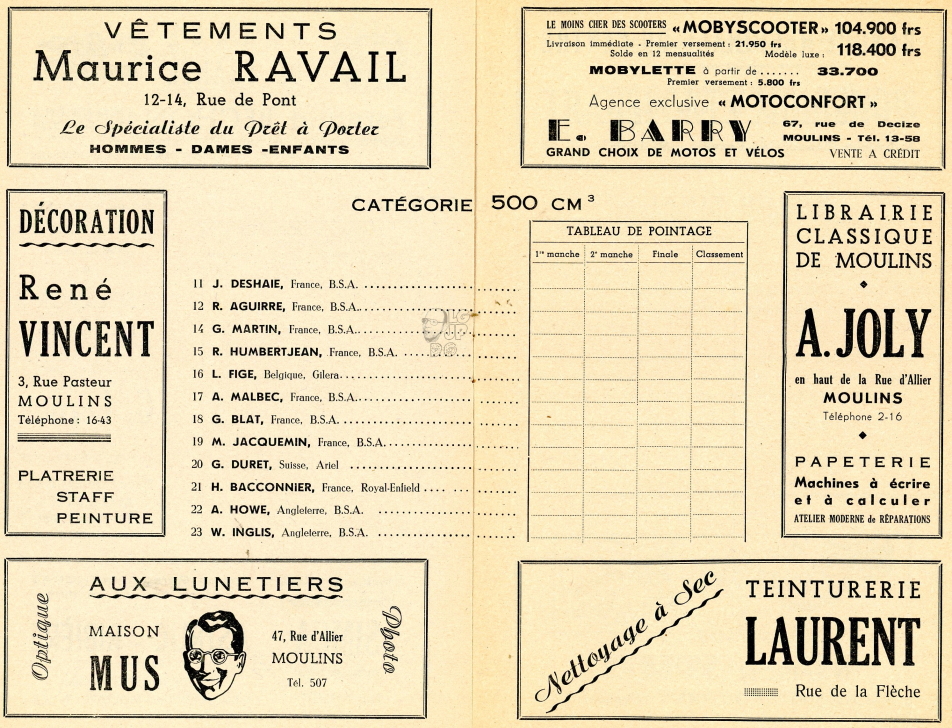 VÊTEMENTS
Maurice RAVAIL
12-14, Rue de Pont
Le Spécialiste du Prêt à Porter
HOMMES - DAMES -ENFANTS
LE MOINS CHER DES SCOOTERS «MOBYSCOOTER» 104.900 frs
Livraison immédiate - Premier versement : 21.950 frs
Solde en 12 mensualités Modèle luxe : 118.400 frs
MOBYLETTE à partir de ....... 33.700
Premier versement : 5.800 frs
Agence exclusive « MOTOCONFORT »
E. BARRY 67, rue de Decize
MOULINS - Tél. 13-58
GRAND CHOIX DE MOTOS ET VÉLOS VENTE A CRÉDIT
DÉCORATION
René
VINCENT
3, Rue Pasteur
MOULINS
Téléphone : 16-43
PLATRERIE
STAFF
PEINTURE
CATÉGORIE 500 CM³
TABLEAU DE POINTAGE
1re manche 2e manche Finale Classement
11 J. DESHAIE, France, B.S.A.
12 R. AGUIRRE, France, B.S.A.
14 G. MARTIN, France, B.S.A.
15 R. HUMBERTJEAN, France, B.S.A.
16 L. FIGE, Belgique, Gilera
17 A. MALBEC, France, B.S.A.
18 G. BLAT, France, B.S.A.
19 M. JACQUEMIN, France, B.S.A.
20 G. DURET, Suisse, Ariel
21 H. BACCONNIER, France, Royal-Enfield
22 A. HOWE, Angleterre, B.S.A.
23 W. INGLIS, Angleterre, B.S.A.
LIBRAIRIE
CLASSIQUE
DE MOULINS
A. JOLY
en haut de la Rue d'Allier
MOULINS
Téléphone 2-16
PAPETERIE
Machines à écrire
et à calculer
ATELIER MODERNE de RÉPARATIONS
AUX LUNETIERS
Optique
MAISON
MUS
47, Rue d'Allier
MOULINS
Tél. 507
Photo
Nettoyage à Sec
TEINTURERIE
LAURENT
Rue de la Flèche